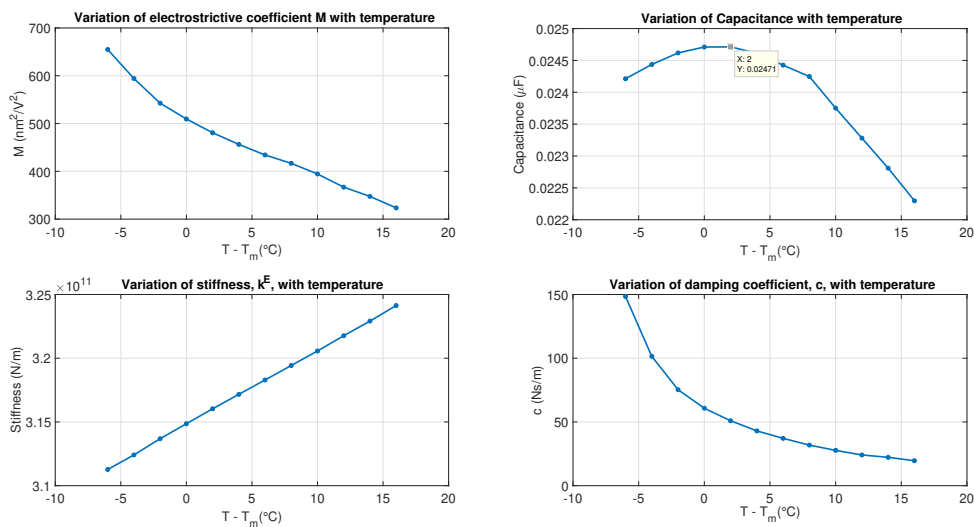 Variation of electrostrictive coefficient M with temperature
700
600
500
400
300
M (nm²/V²)
-10 -5 0 5 10 15 20
T - Tₘ(°C)
Variation of Capacitance with temperature
0.025
0.0245
0.024
0.0235
0.023
0.0225
0.022
Capacitance (μF)
X: 2
Y: 0.02471
-10 -5 0 5 10 15 20
T - Tₘ(°C)
Variation of stiffness, kᴱ, with temperature
× 10¹¹
3.25
3.2
3.15
3.1
Stiffness (N/m)
-10 -5 0 5 10 15 20
T - Tₘ(°C)
Variation of damping coefficient, c, with temperature
150
100
50
0
c (Ns/m)
-10 -5 0 5 10 15 20
T - Tₘ(°C)